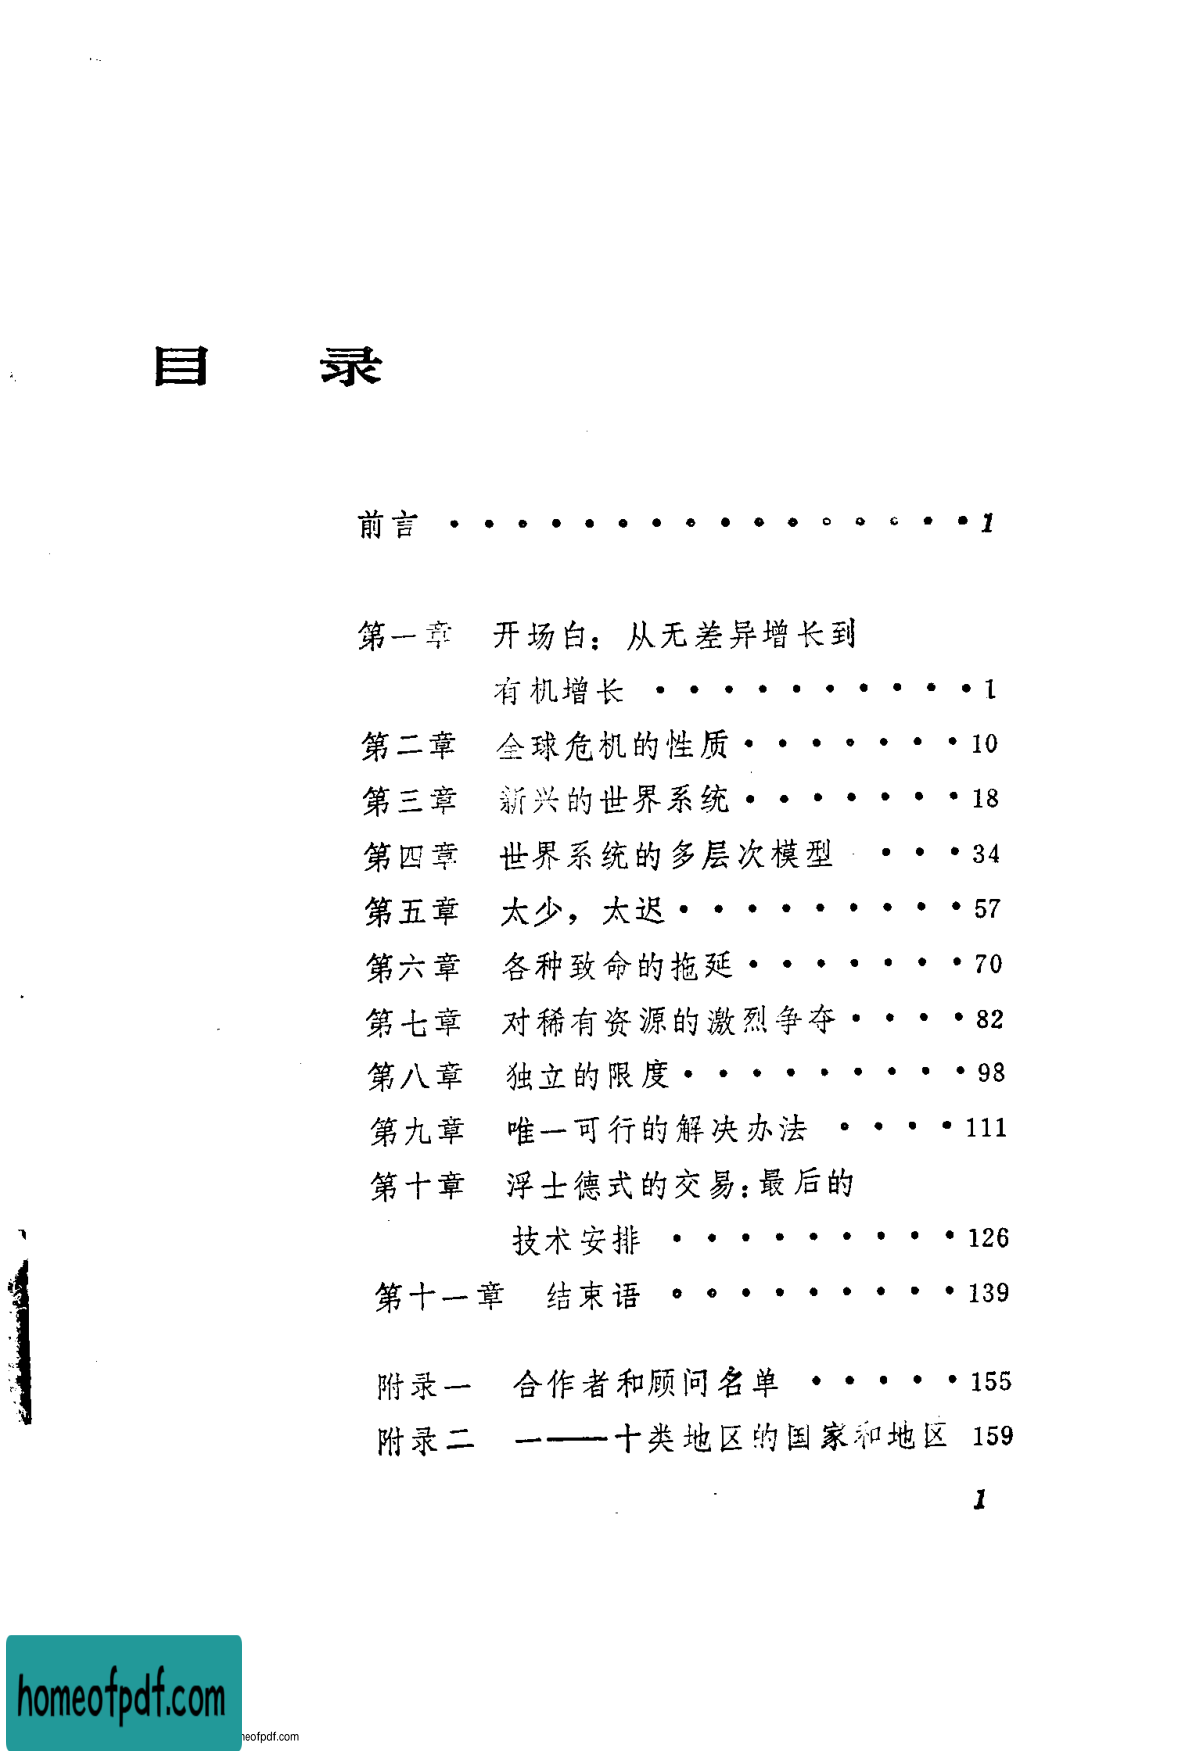 目 录
前言 · · · · · · · · · · · · · · · · 1
第一章 开场白：从无差异增长到
有机增长 · · · · · · · · · · 1
第二章 全球危机的性质 · · · · · · · 10
第三章 新兴的世界系统 · · · · · · · 18
第四章 世界系统的多层次模型 · · · 34
第五章 太少，太迟 · · · · · · · · · 57
第六章 各种致命的拖延 · · · · · · · 70
第七章 对稀有资源的激烈争夺 · · · · 82
第八章 独立的限度 · · · · · · · · · 98
第九章 唯一可行的解决办法 · · · · 111
第十章 浮士德式的交易：最后的
技术安排 · · · · · · · · · 126
第十一章 结束语 · · · · · · · · · 139
附录一 合作者和顾问名单 · · · · · 155
附录二 一——十类地区的国家和地区 159
1
homeofpdf.com
neofpdf.com